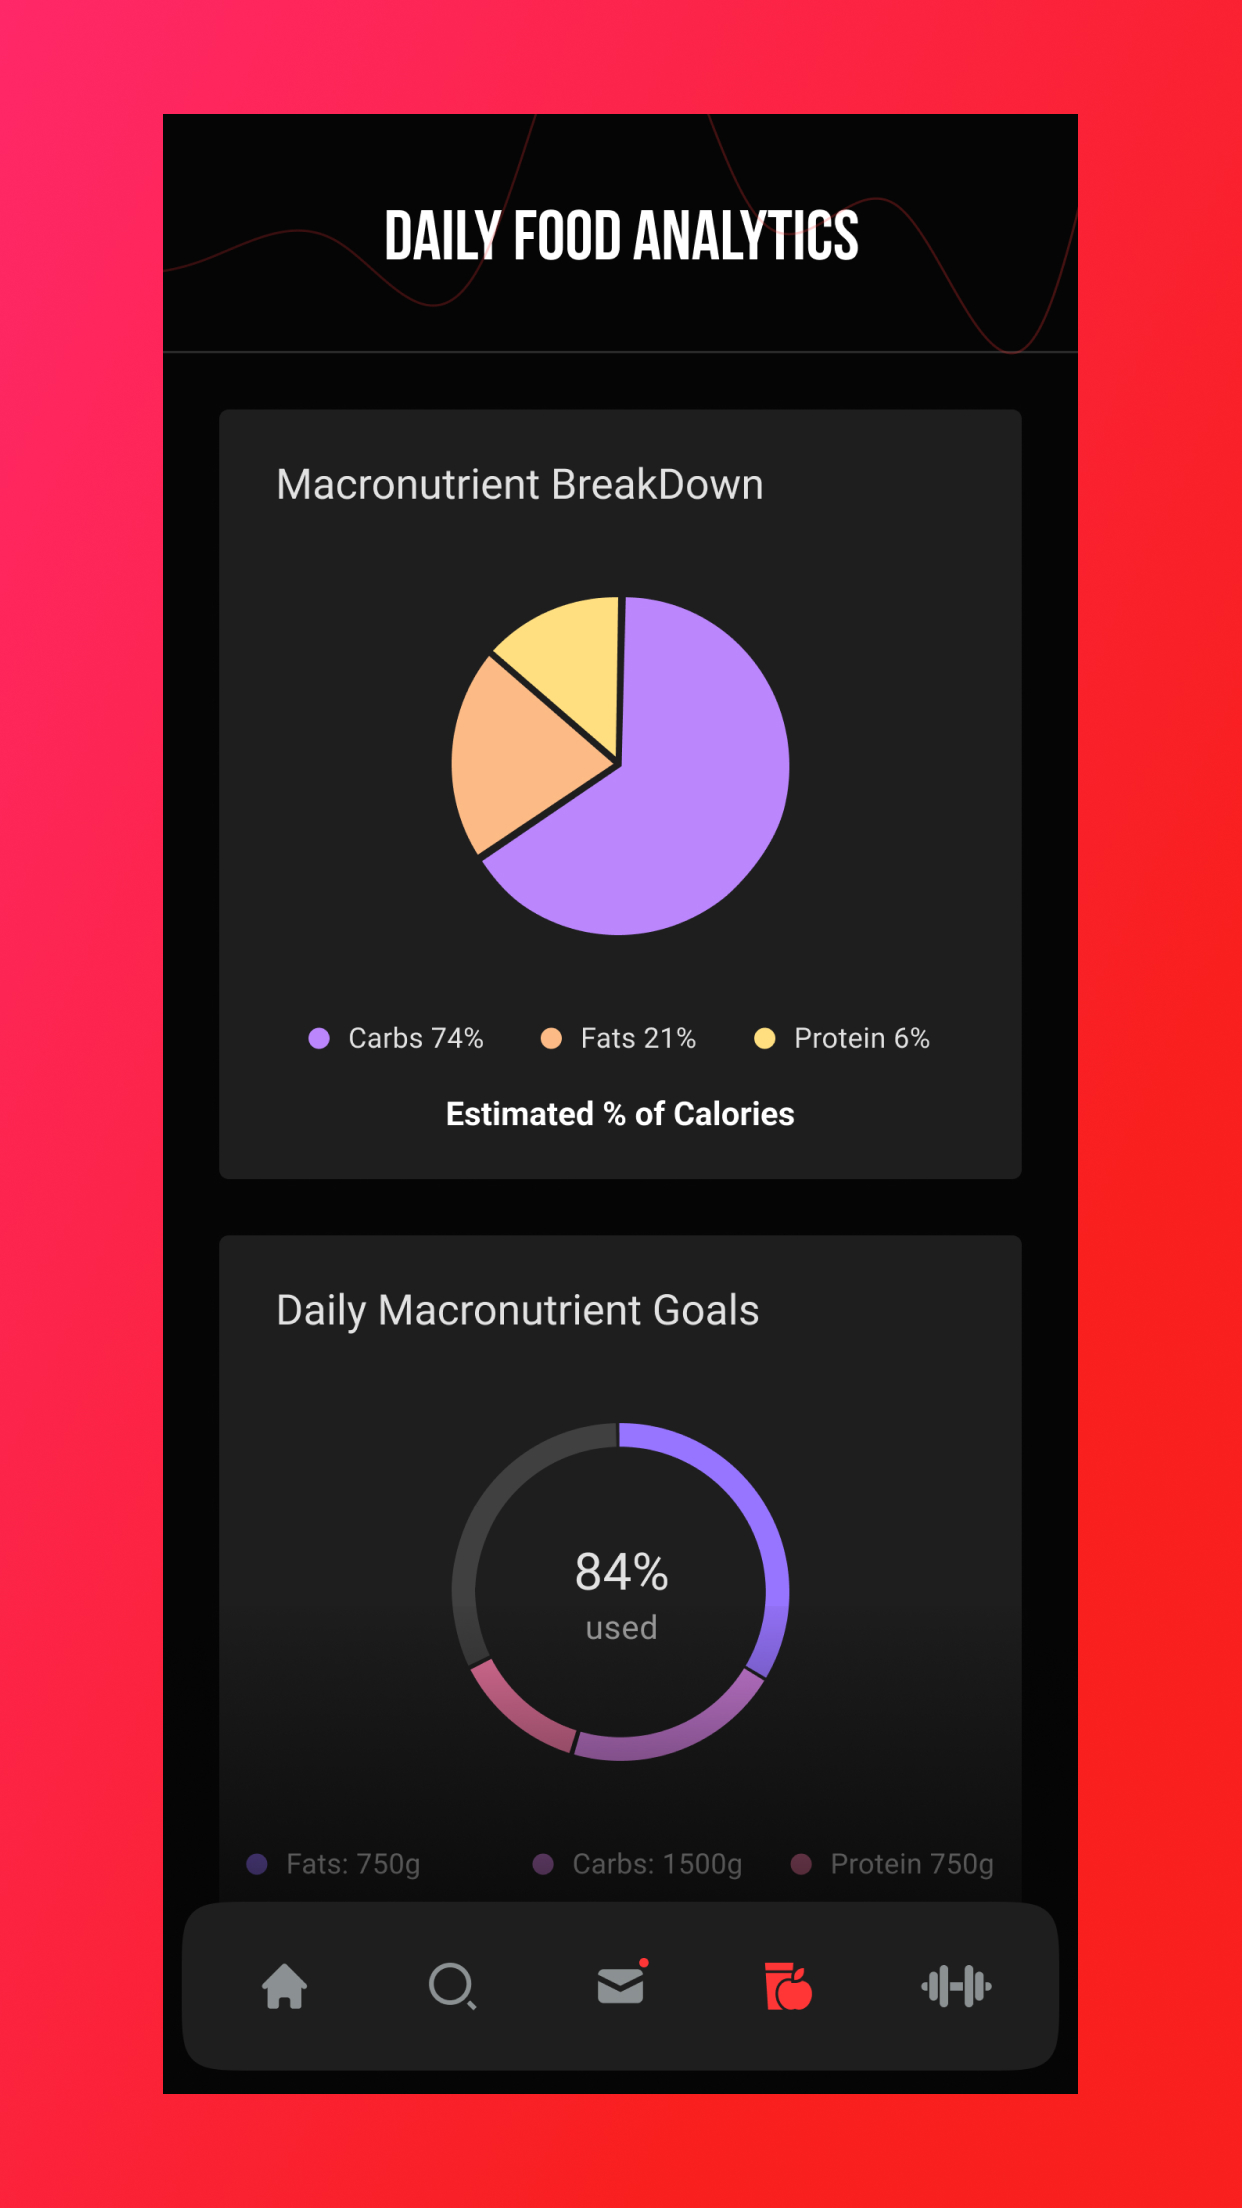 DAILY FOOD ANALYTICS
Macronutrient BreakDown
Carbs 74% Fats 21% Protein 6%
Estimated % of Calories
Daily Macronutrient Goals
84%
used
Fats: 750g Carbs: 1500g Protein 750g